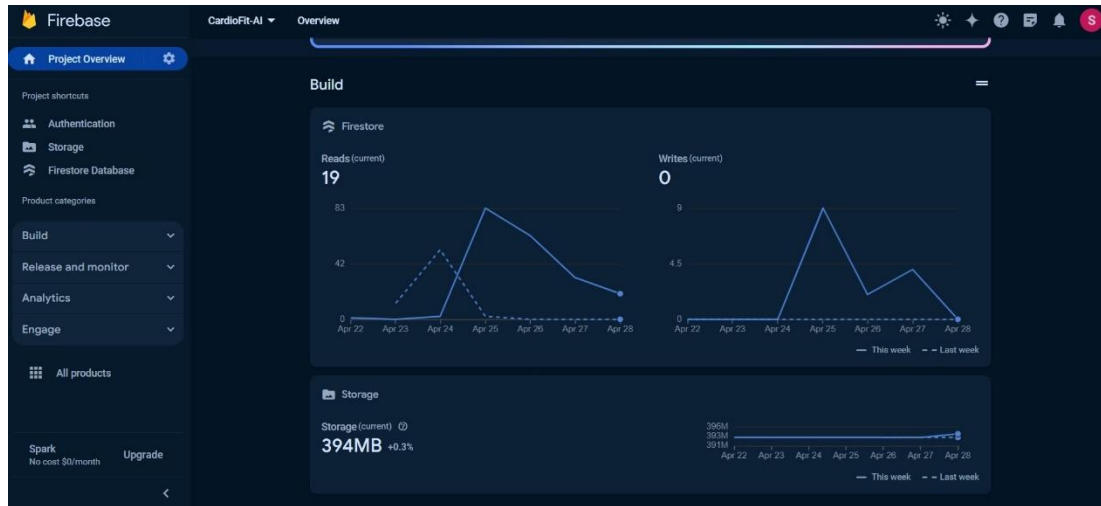 Firebase
CardioFit-AI
Overview
S
Project Overview
Project shortcuts
Authentication
Storage
Firestore Database
Product categories
Build
Release and monitor
Analytics
Engage
All products
Spark
No cost $0/month
Upgrade
Build
Firestore
Reads (current)
19
83
42
0
Apr 22 Apr 23 Apr 24 Apr 25 Apr 26 Apr 27 Apr 28
This week Last week
Writes (current)
0
9
4.5
0
Apr 22 Apr 23 Apr 24 Apr 25 Apr 26 Apr 27 Apr 28
This week Last week
Storage
Storage (current)
394MB +0.3%
396M
393M
391M
Apr 22 Apr 23 Apr 24 Apr 25 Apr 26 Apr 27 Apr 28
This week Last week